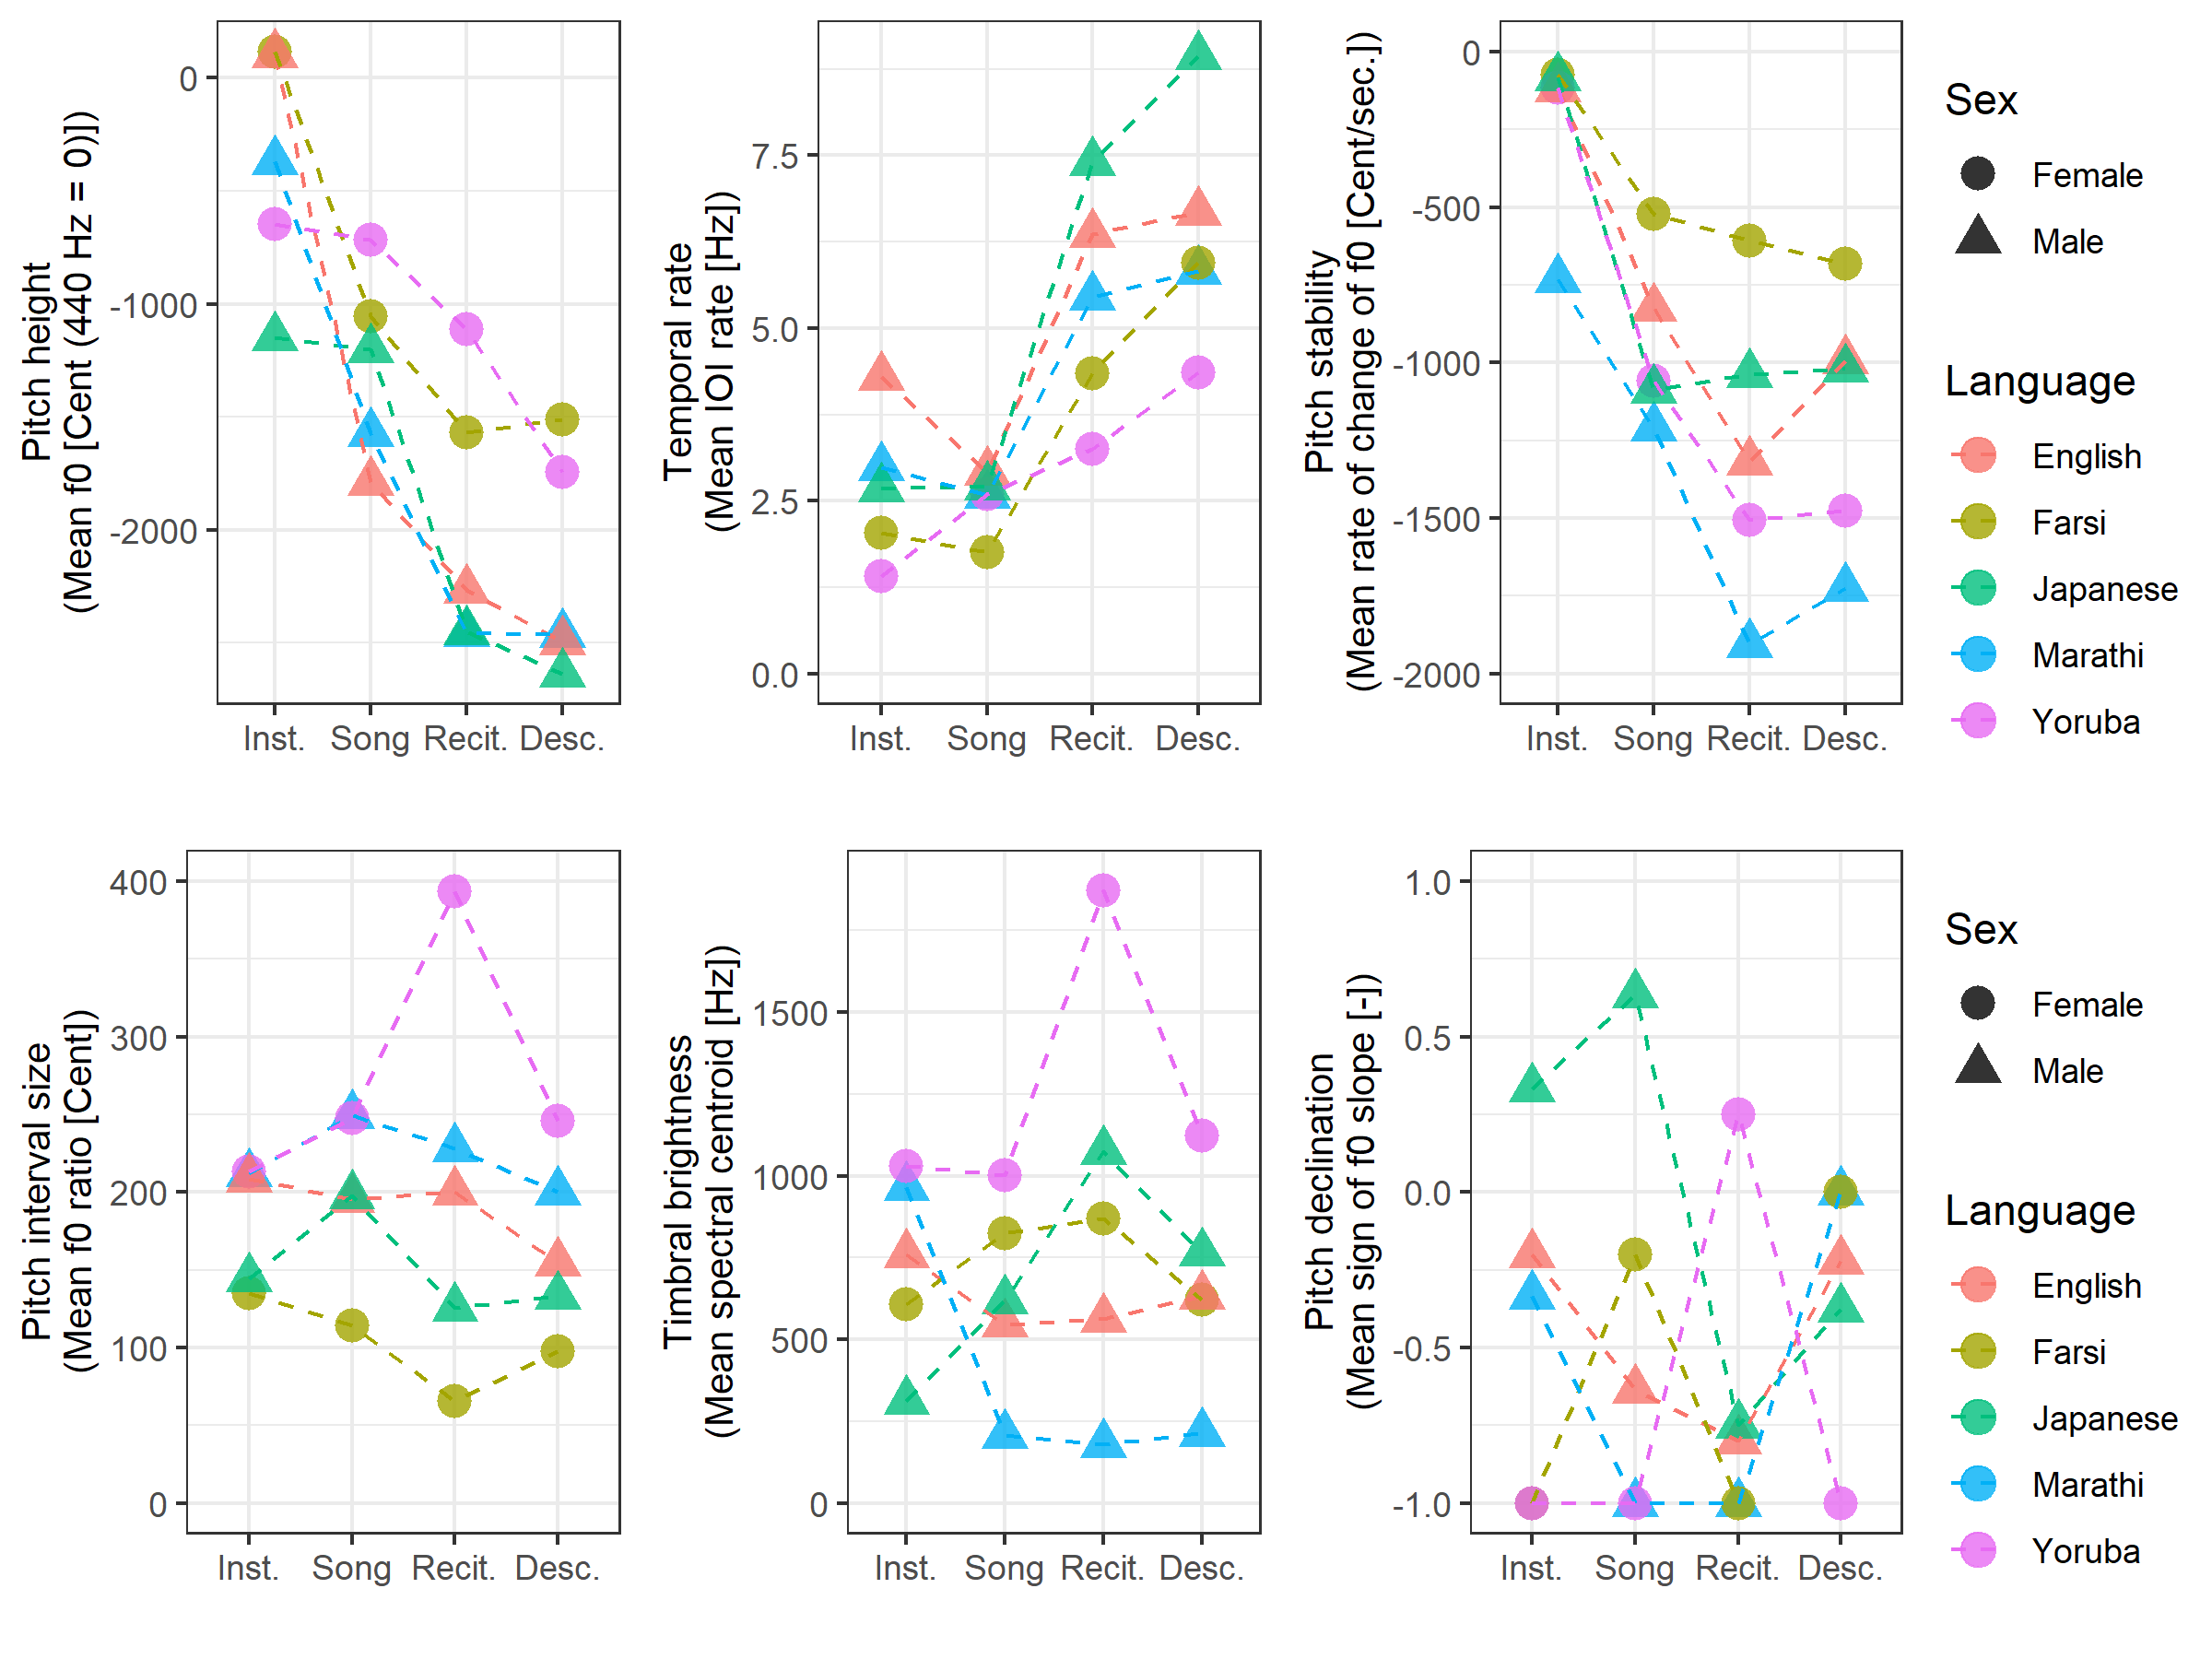 Pitch height
(Mean f0 [Cent (440 Hz = 0)])
0
-1000
-2000
Inst. Song Recit. Desc.
Temporal rate
(Mean IOI rate [Hz])
7.5
5.0
2.5
0.0
Inst. Song Recit. Desc.
Pitch stability
(Mean rate of change of f0 [Cent/sec.])
0
-500
-1000
-1500
-2000
Inst. Song Recit. Desc.
Sex
Female
Male
Language
English
Farsi
Japanese
Marathi
Yoruba
Pitch interval size
(Mean f0 ratio [Cent])
400
300
200
100
0
Inst. Song Recit. Desc.
Timbral brightness
(Mean spectral centroid [Hz])
1500
1000
500
0
Inst. Song Recit. Desc.
Pitch declination
(Mean sign of f0 slope [-])
1.0
0.5
0.0
-0.5
-1.0
Inst. Song Recit. Desc.
Sex
Female
Male
Language
English
Farsi
Japanese
Marathi
Yoruba